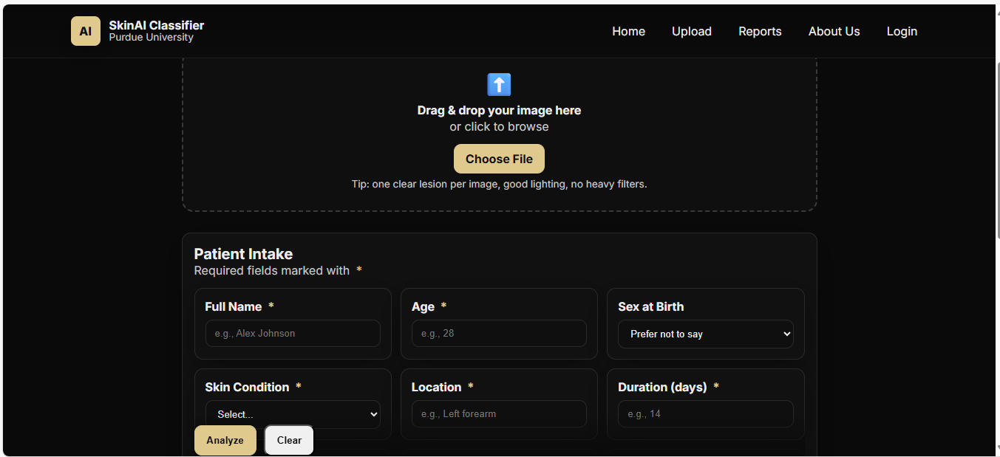 AI
SkinAI Classifier
Purdue University
Home
Upload
Reports
About Us
Login
Drag & drop your image here
or click to browse
Choose File
Tip: one clear lesion per image, good lighting, no heavy filters.
Patient Intake
Required fields marked with *
Full Name *
e.g., Alex Johnson
Age *
e.g., 28
Sex at Birth
Prefer not to say
Skin Condition *
Select...
Location *
e.g., Left forearm
Duration (days) *
e.g., 14
Analyze
Clear